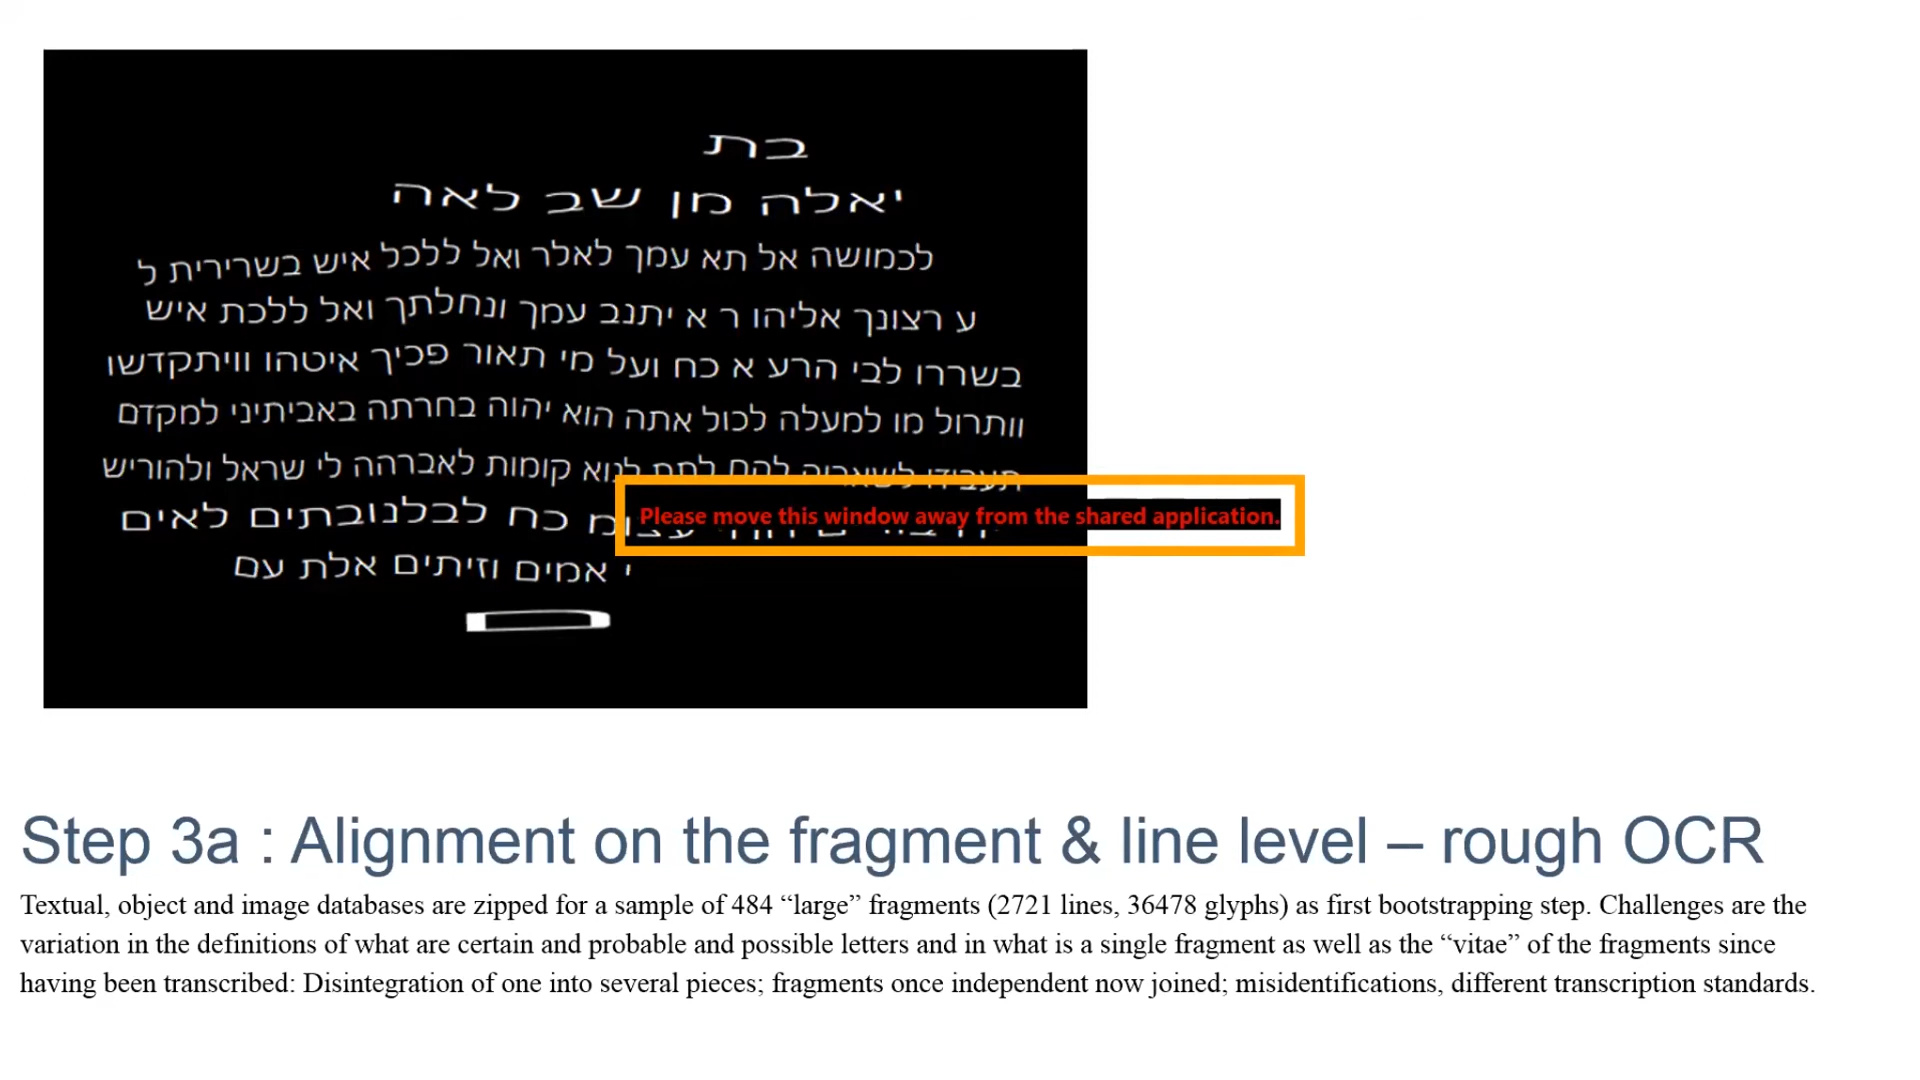 בת
יאלה מן שב לאה
לכמושה אל תא עמך לאלר ואל ללכל איש בשרירית ל
ע רצונך אליהו ר א יתנב עמך ונחלתך ואל ללכת איש
בשררו לבי הרע א כח ועל מי תאור פכיך איטהו וויתקדשו
וותרול מו למעלה לכול אתה הוא יהוה בחרתה באביתיני למקדם
תעבידו לשאריה להם לתת לנוא קומות לאברהה לי שראל ולהוריש
כח לבלנובתים לאים
Please move this window away from the shared application.
י אמים וזיתים אלת עם
Step 3a : Alignment on the fragment & line level – rough OCR
Textual, object and image databases are zipped for a sample of 484 “large” fragments (2721 lines, 36478 glyphs) as first bootstrapping step. Challenges are the
variation in the definitions of what are certain and probable and possible letters and in what is a single fragment as well as the “vitae” of the fragments since
having been transcribed: Disintegration of one into several pieces; fragments once independent now joined; misidentifications, different transcription standards.